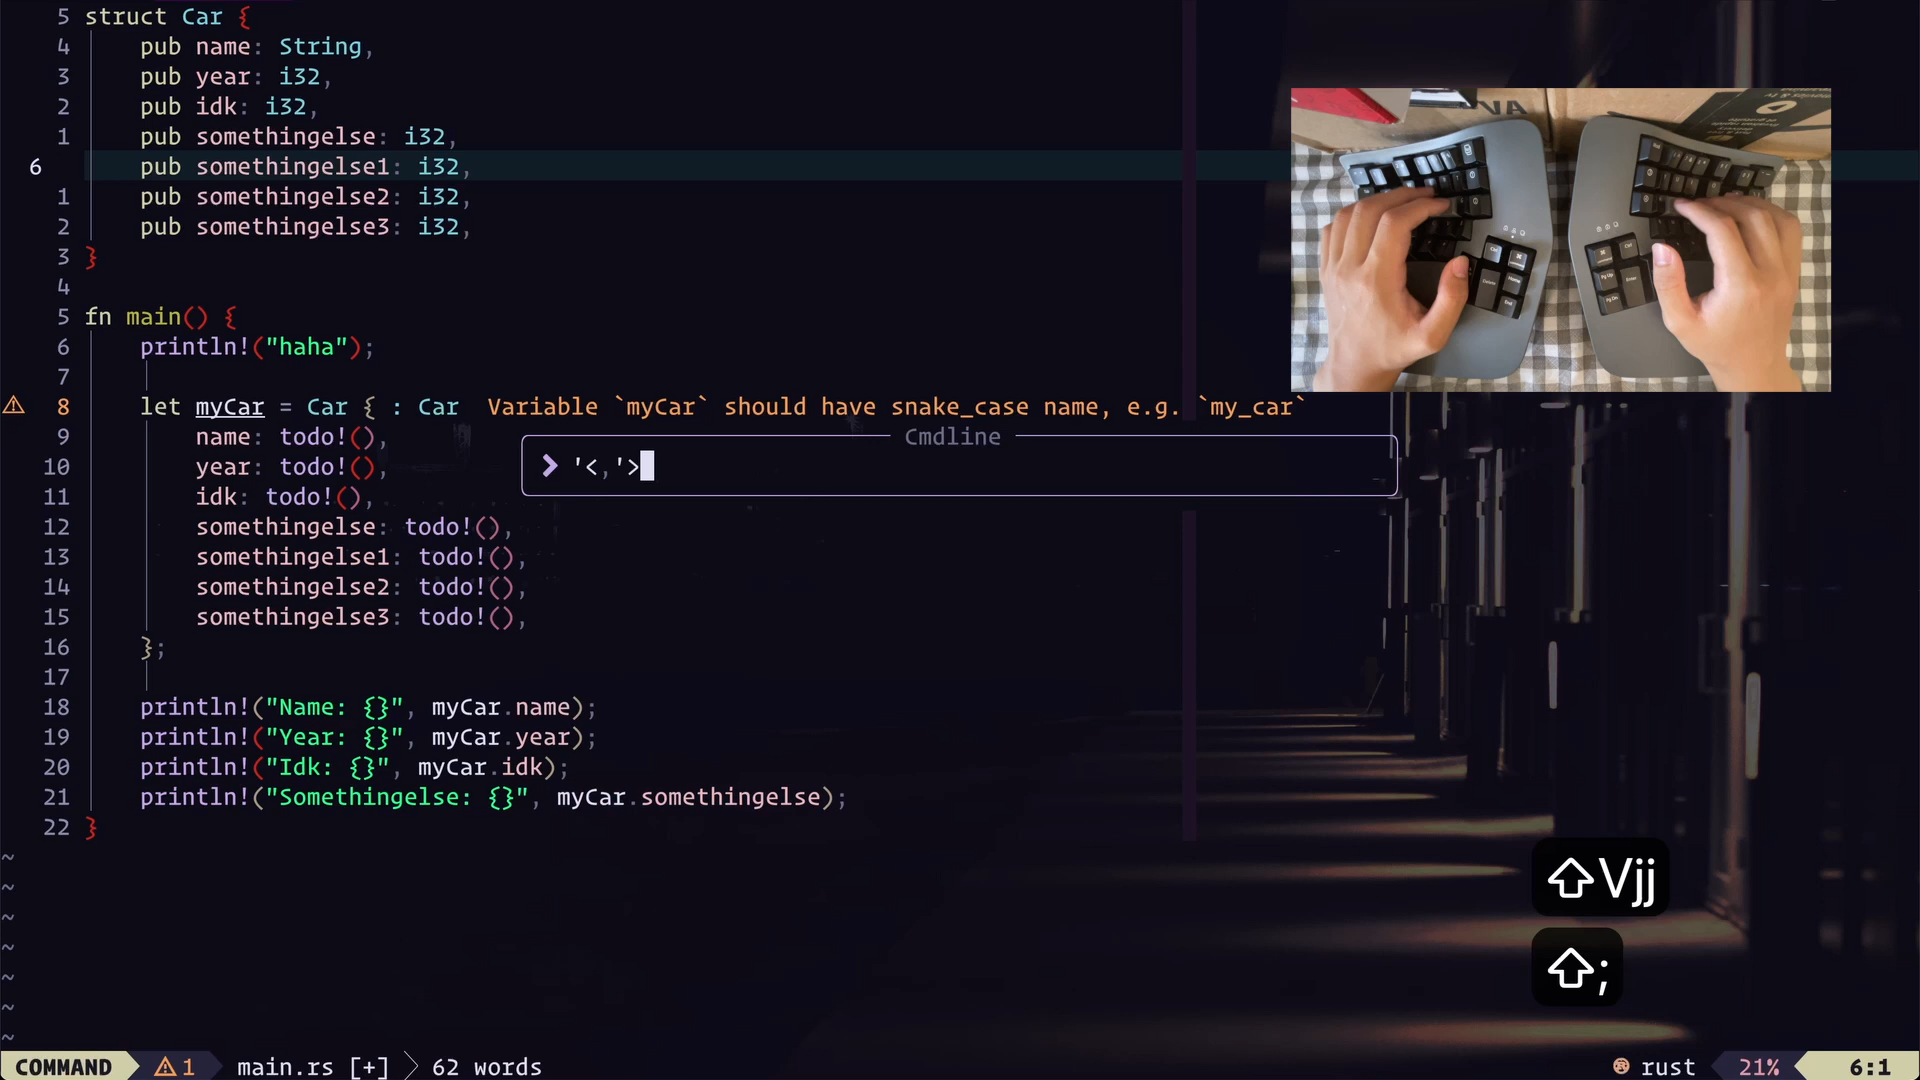 5 struct Car {
4 pub name: String,
3 pub year: i32,
2 pub idk: i32,
1 pub somethingelse: i32,
6 pub somethingelse1: i32,
1 pub somethingelse2: i32,
2 pub somethingelse3: i32,
3 }
4
5 fn main() {
6 println!("haha");
7
8 let myCar = Car { : Car Variable `myCar` should have snake_case name, e.g. `my_car`
Cmdline
9 name: todo!(),
10 year: todo!(),
'<,'>
11 idk: todo!(),
12 somethingelse: todo!(),
13 somethingelse1: todo!(),
14 somethingelse2: todo!(),
15 somethingelse3: todo!(),
16 };
17
18 println!("Name: {}", myCar.name);
19 println!("Year: {}", myCar.year);
20 println!("Idk: {}", myCar.idk);
21 println!("Somethingelse: {}", myCar.somethingelse);
22 }
~
~
~
~
~
~
~
⇧Vjj
⇧;
COMMAND ⚠ 1 main.rs [+] 62 words rust 21% 6:1